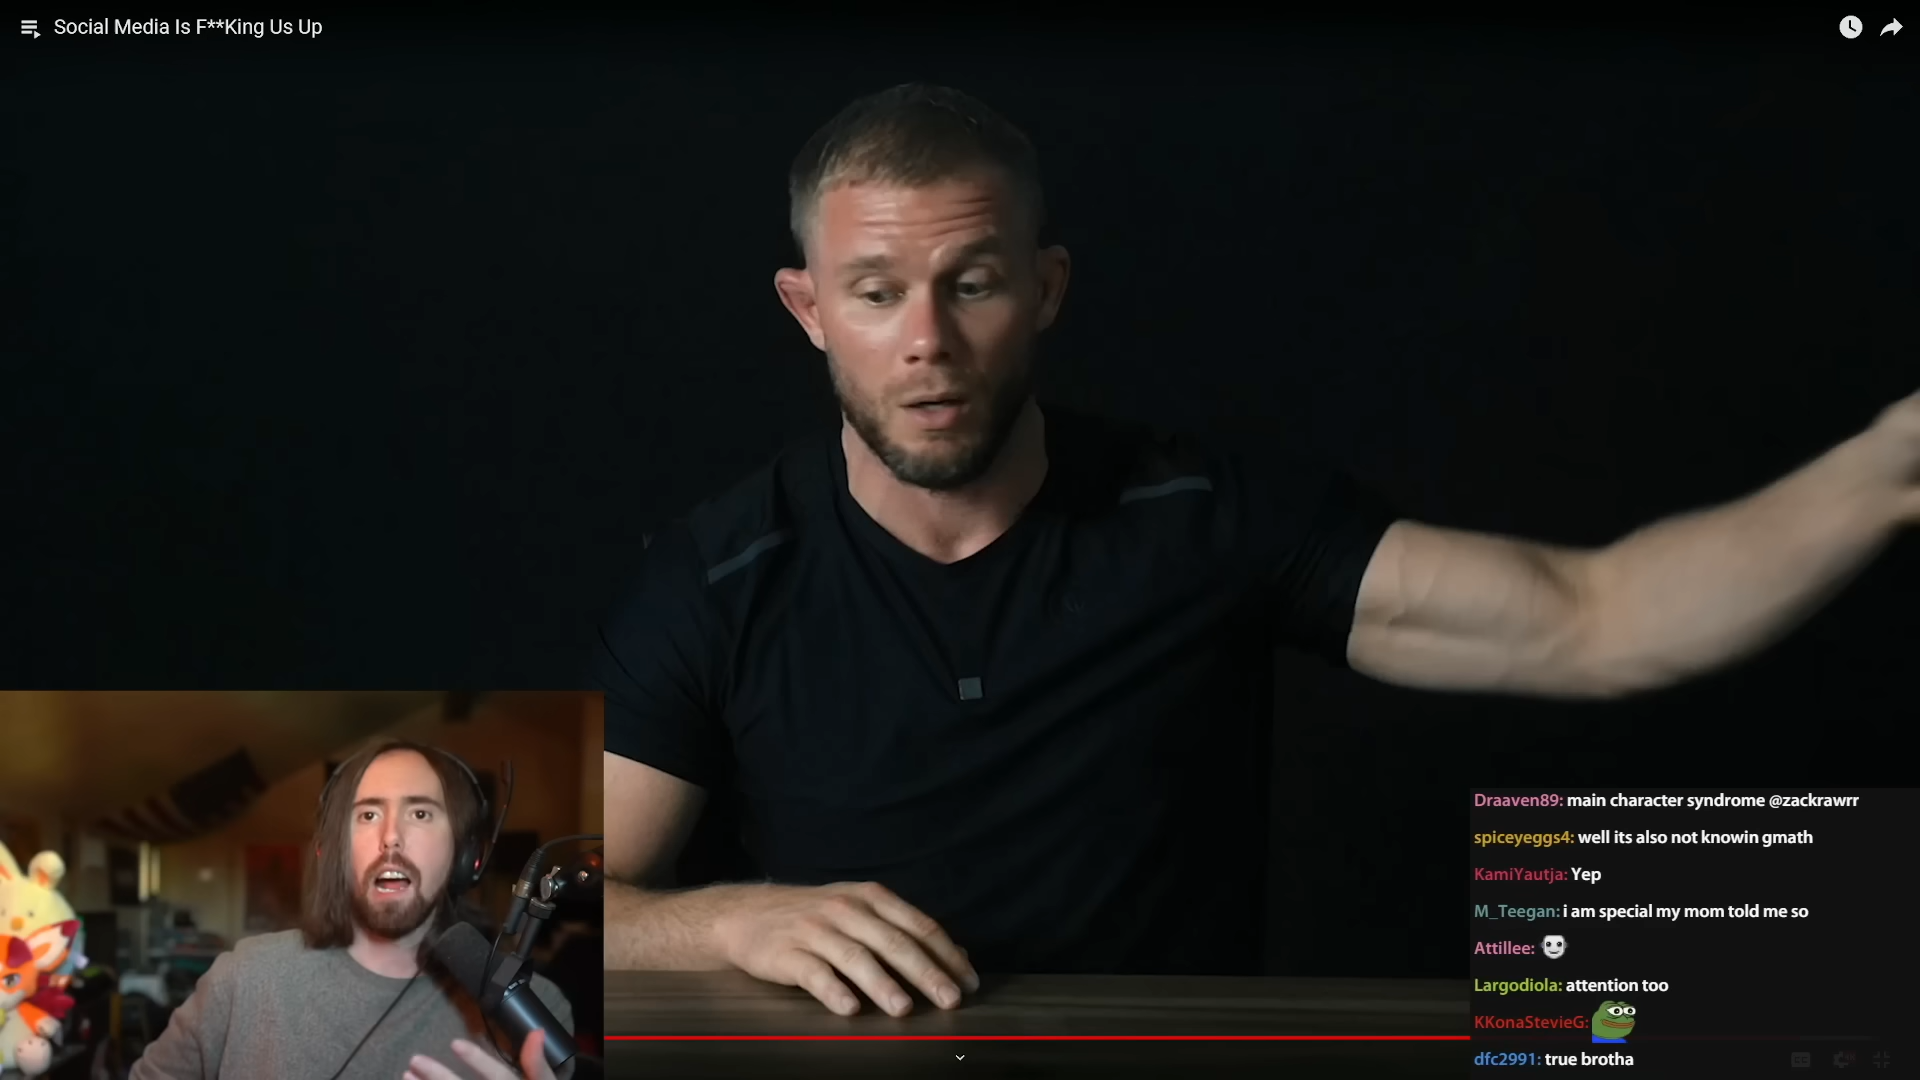 Social Media Is F**King Us Up
Draaven89: main character syndrome @zackrawrr
spiceyeggs4: well its also not knowin gmath
KamiYautja: Yep
M_Teegan: i am special my mom told me so
Attillee:
Largodiola: attention too
KKonaStevieG:
dfc2991: true brotha